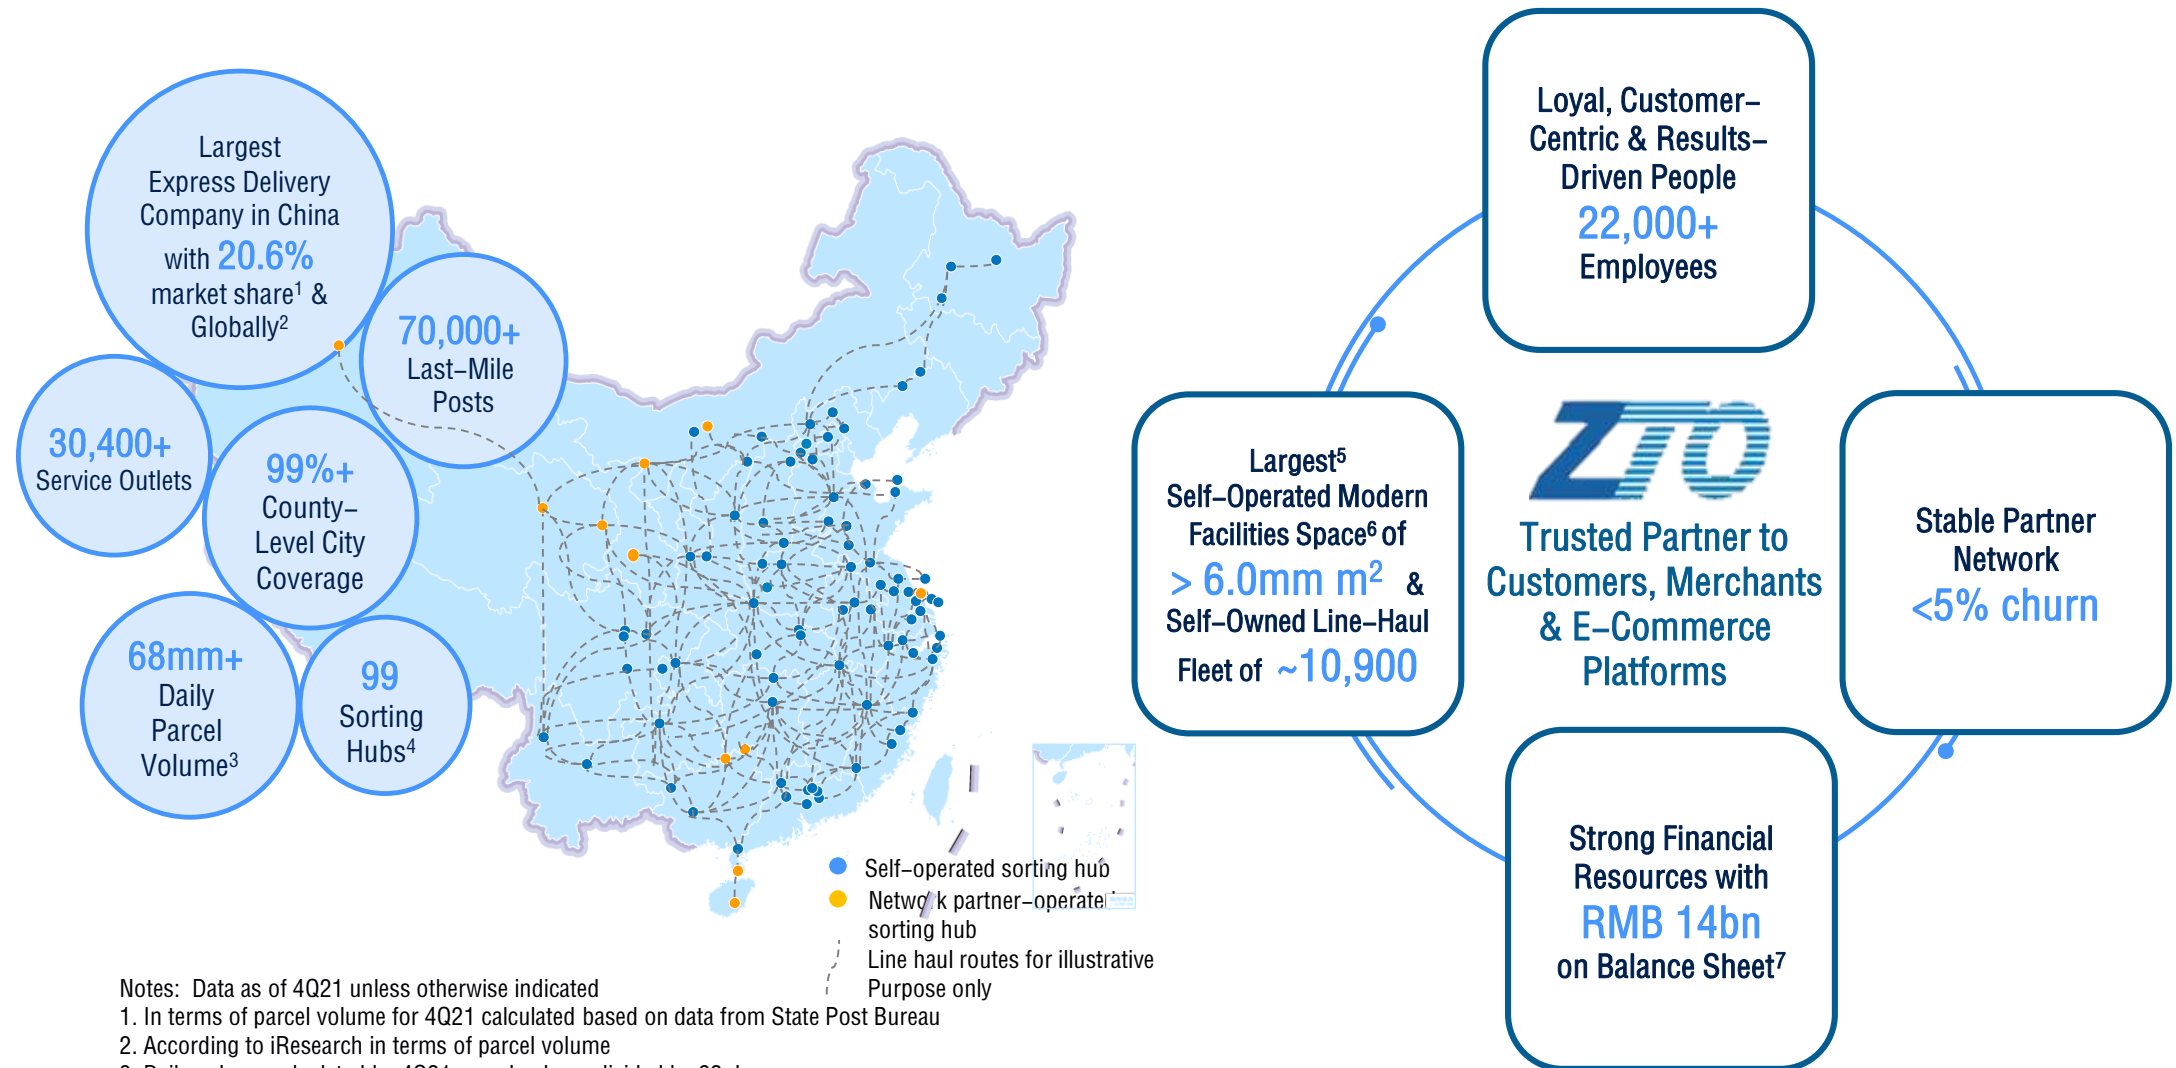 Largest
Express Delivery
Company in China
with 20.6%
market share¹ &
Globally²
70,000+
Last-Mile
Posts
30,400+
Service Outlets
99%+
County-
Level City
Coverage
68mm+
Daily
Parcel
Volume³
99
Sorting
Hubs⁴
Self-operated sorting hub
Network partner-operated
sorting hub
Line haul routes for illustrative
Purpose only
Notes: Data as of 4Q21 unless otherwise indicated
1. In terms of parcel volume for 4Q21 calculated based on data from State Post Bureau
2. According to iResearch in terms of parcel volume
Loyal, Customer-
Centric & Results-
Driven People
22,000+
Employees
Largest⁵
Self-Operated Modern
Facilities Space⁶ of
> 6.0mm m² &
Self-Owned Line-Haul
Fleet of ~10,900
ZTO
Trusted Partner to
Customers, Merchants
& E-Commerce
Platforms
Stable Partner
Network
<5% churn
Strong Financial
Resources with
RMB 14bn
on Balance Sheet⁷